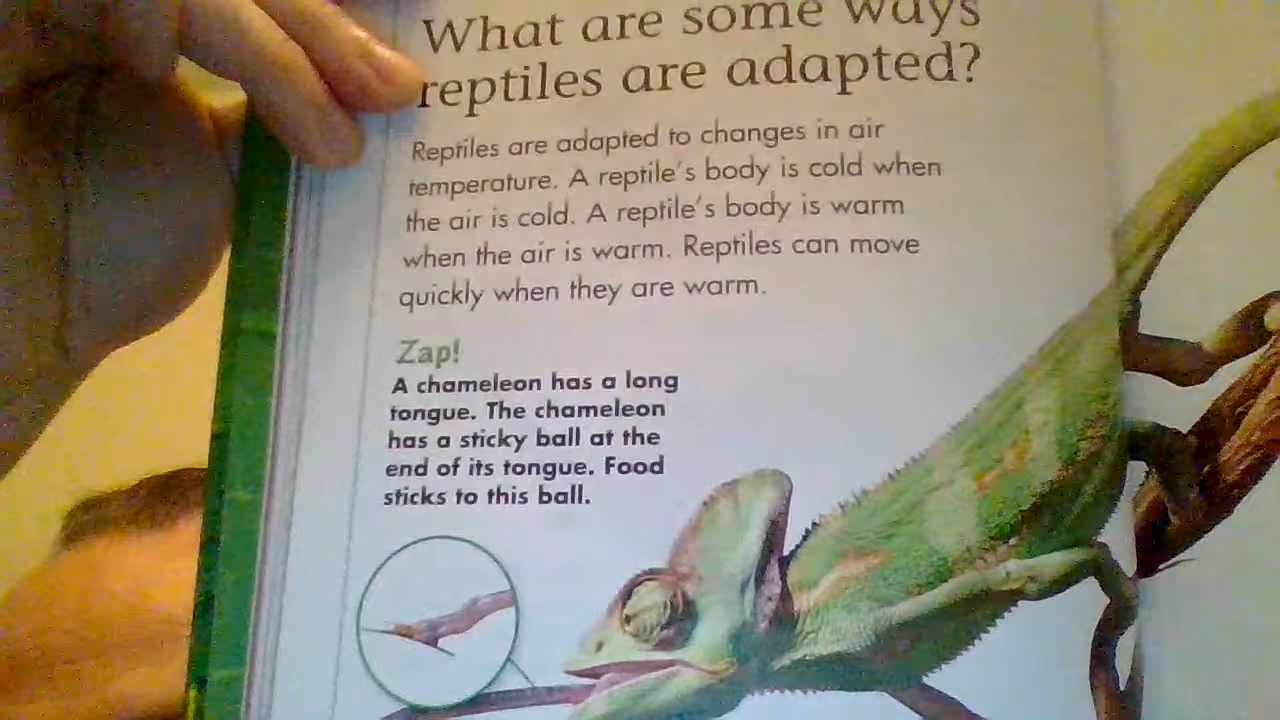 What are some ways
reptiles are adapted?
Reptiles are adapted to changes in air
temperature. A reptile's body is cold when
the air is cold. A reptile's body is warm
when the air is warm. Reptiles can move
quickly when they are warm.
Zap!
A chameleon has a long
tongue. The chameleon
has a sticky ball at the
end of its tongue. Food
sticks to this ball.